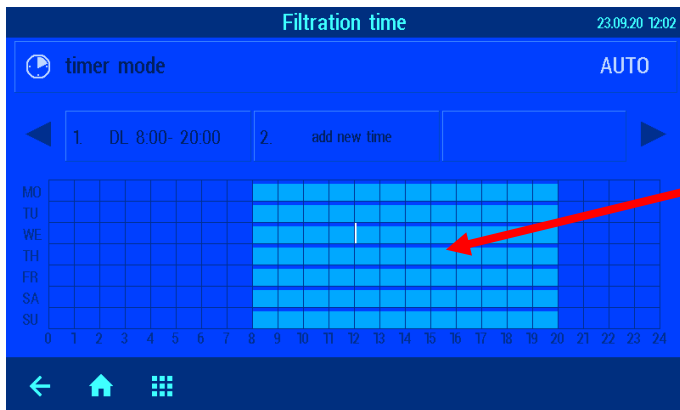 Filtration time 23.09.20 12:02
timer mode AUTO
1. DL 8:00- 20:00 2. add new time
MO
TU
WE
TH
FR
SA
SU
0 1 2 3 4 5 6 7 8 9 10 11 12 13 14 15 16 17 18 19 20 21 22 23 24